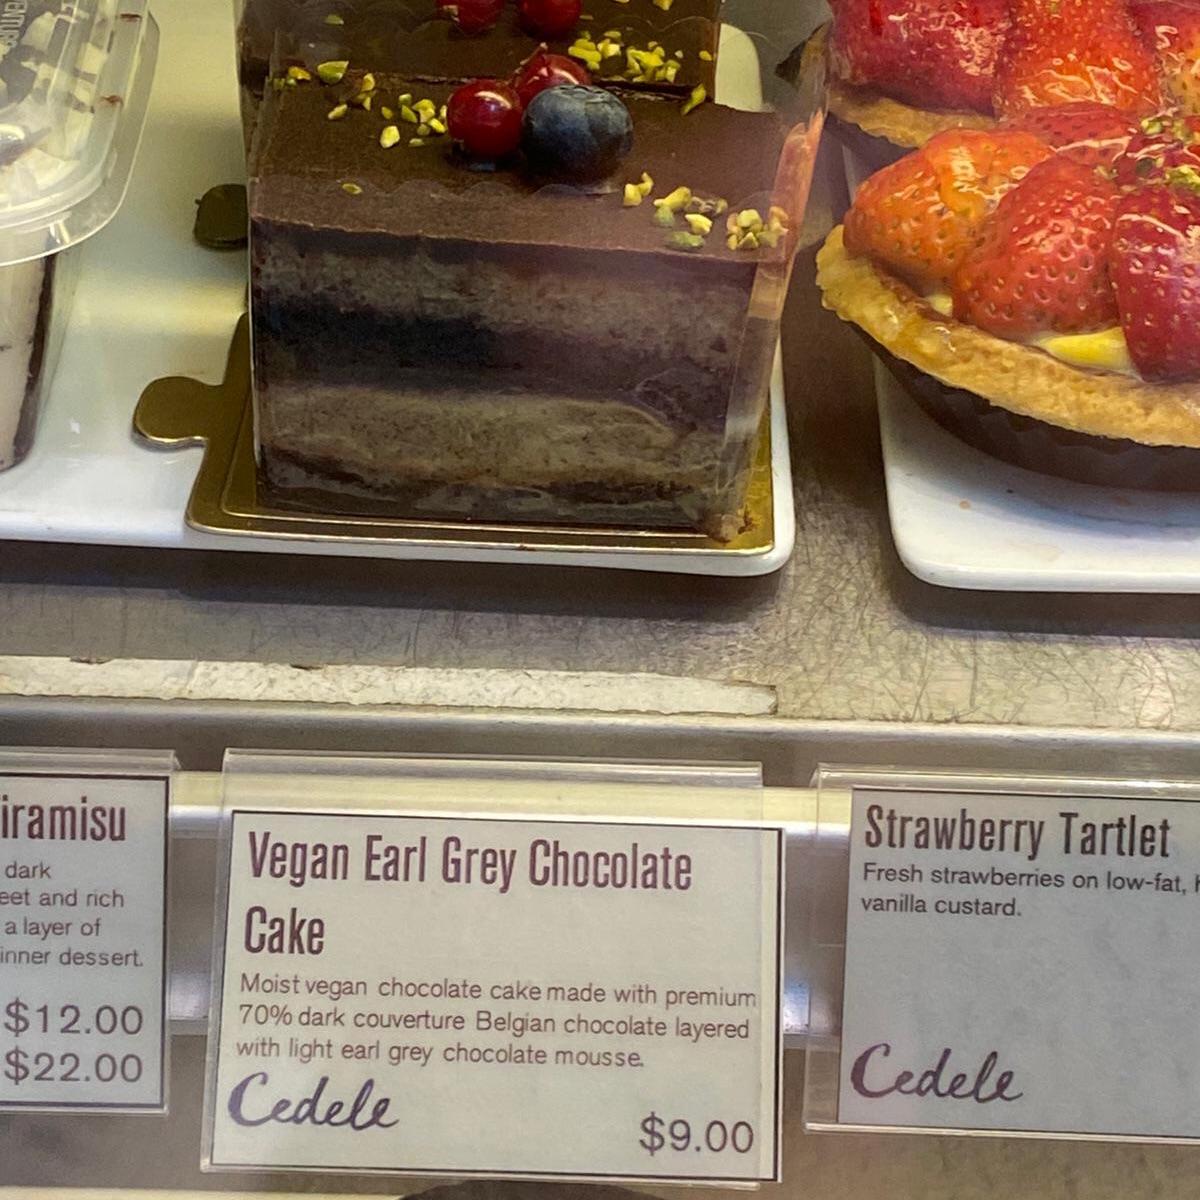 iramisu
dark
eet and rich
a layer of
inner dessert.
$12.00
$22.00
Vegan Earl Grey Chocolate
Cake
Moist vegan chocolate cake made with premium
70% dark couverture Belgian chocolate layered
with light earl grey chocolate mousse.
Cedele
$9.00
Strawberry Tartlet
Fresh strawberries on low-fat,
vanilla custard.
Cedele